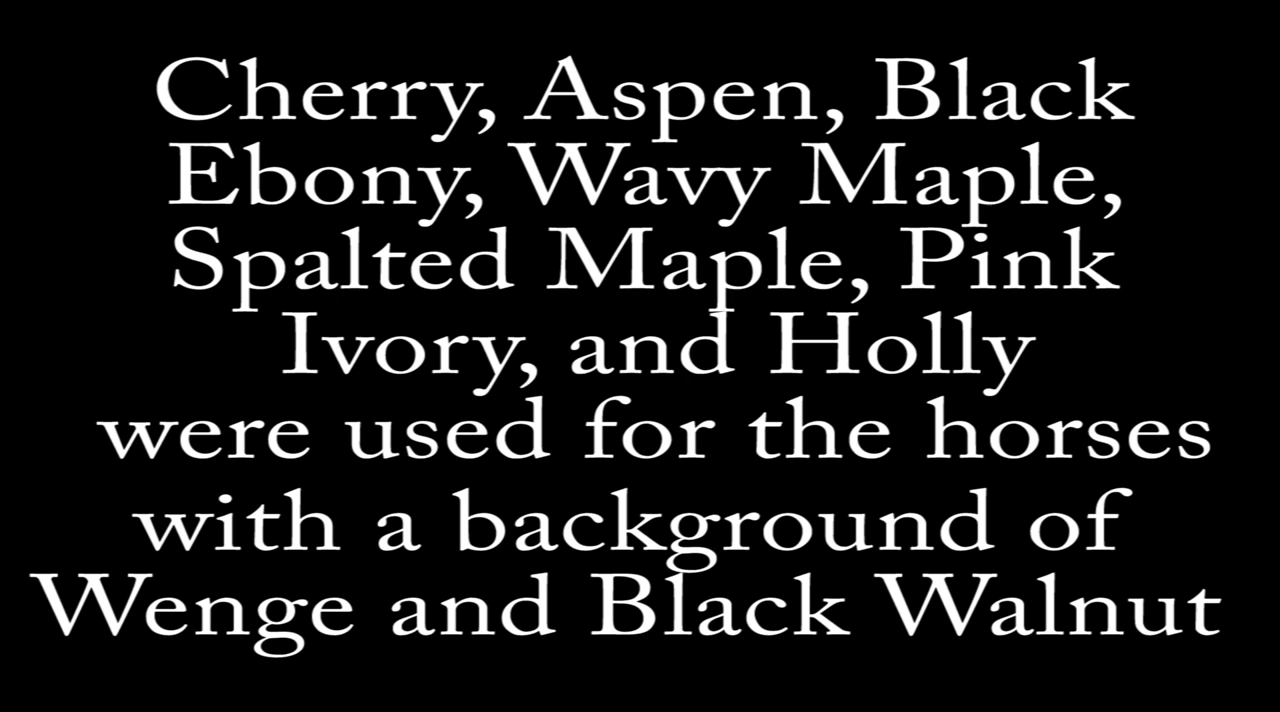 Cherry, Aspen, Black
Ebony, Wavy Maple,
Spalted Maple, Pink
Ivory, and Holly
were used for the horses
with a background of
Wenge and Black Walnut